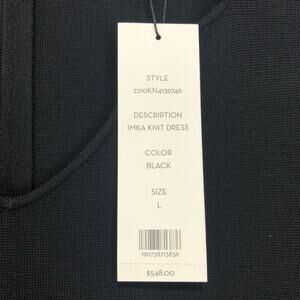 STYLE
2210KN4159746
DESCRIPTION
IMKA KNIT DRESS
COLOR
BLACK
SIZE
L
190738713836
$548.00